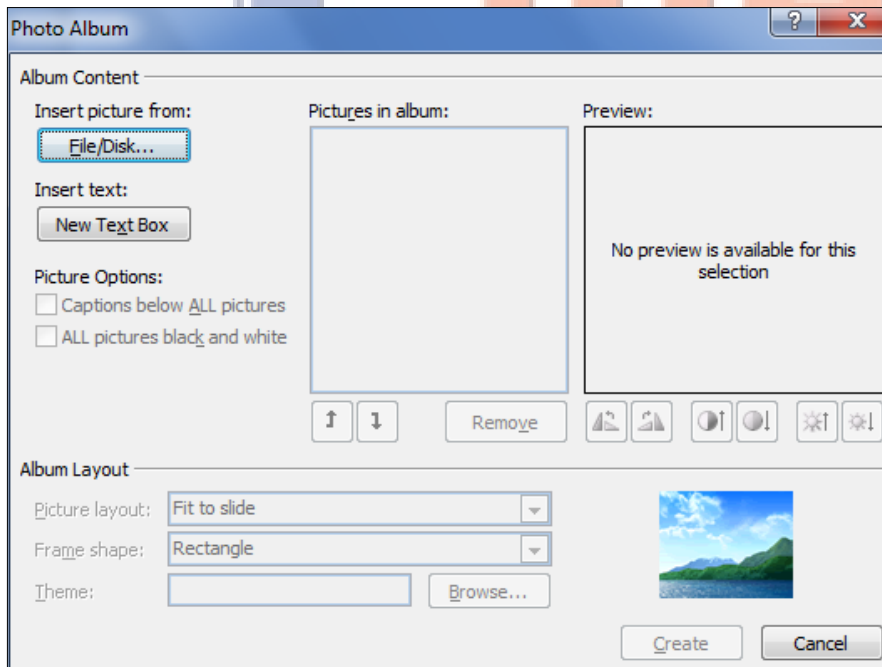 Photo Album
?
X
Album Content
Insert picture from:
File/Disk...
Insert text:
New Text Box
Picture Options:
Captions below ALL pictures
ALL pictures black and white
Pictures in album:
Remove
Preview:
No preview is available for this
selection
Album Layout
Picture layout:
Fit to slide
Frame shape:
Rectangle
Theme:
Browse...
Create
Cancel